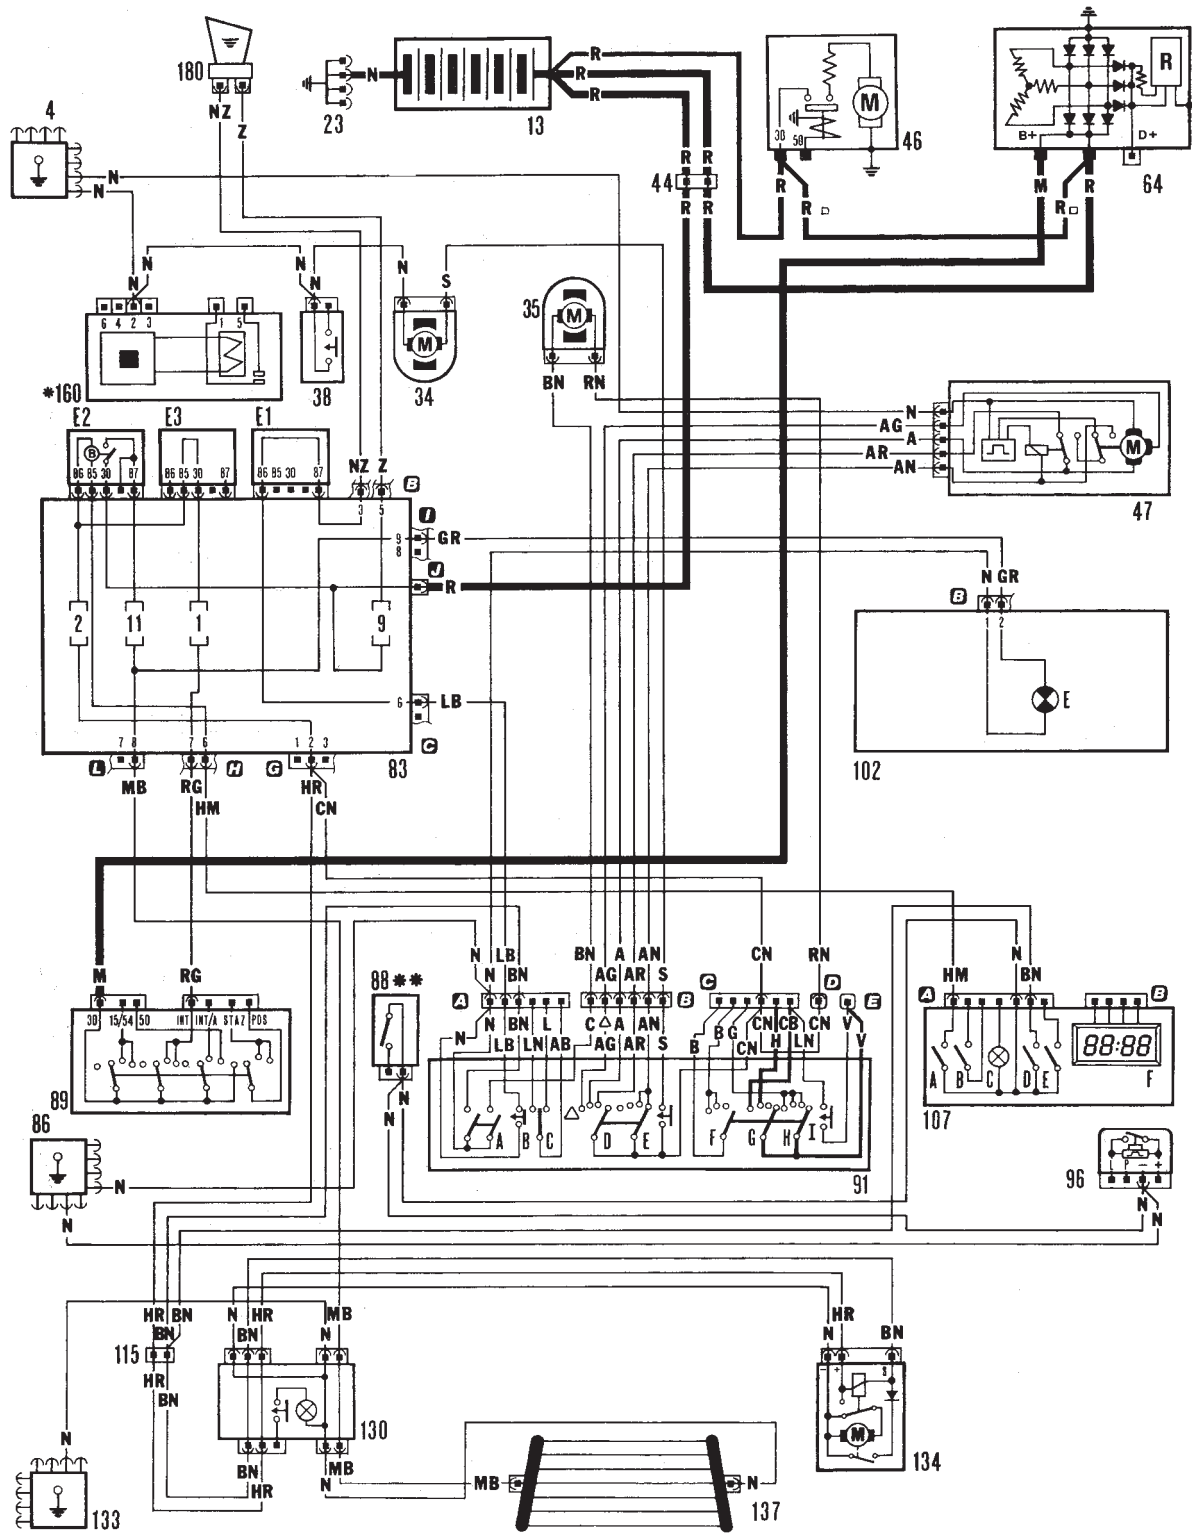 180
NZ
Z
4
N
N
23
N
13
R
R
R
M
30
50
46
R
B+
D+
64
R
R
44
R
R
R
R □
M
R □
R
N
N
N
N
6 4 2 3
1 5
*160
38
N
S
M
34
35
M
BN
RN
N
AG
A
AR
AN
M
47
E2
E3
E1
B
86 85 30 87
86 85 30 87
86 85 30 87
NZ
Z
B
3
5
I
9
8
GR
J
R
2
11
1
9
6
LB
C
7 8
7 6
1 2 3
L
H
G
83
MB
RG
HM
HR
CN
N GR
B
1 2
E
102
M
RG
30 15/54 50
INT INT/A STAZ POS
89
88**
N
N
N LB
N BN
BN A AN
AG AR S
CN
RN
A
B
C
D
E
N
N BN L
LB LN AB
C △ A AN
AG AR S
B
B G
CN
CN CB CN
H LN
V
V
A B C
△ D E
F G H I
91
HM
N
BN
A
B
A B C D E
88:88
F
107
86
N
N
L P − +
96
N
N
HR BN
BN
115
HR
BN
N HR
BN
MB
N
130
BN
HR
MB
N
HR
N
BN
− +
S
M
134
N
133
MB
N
137